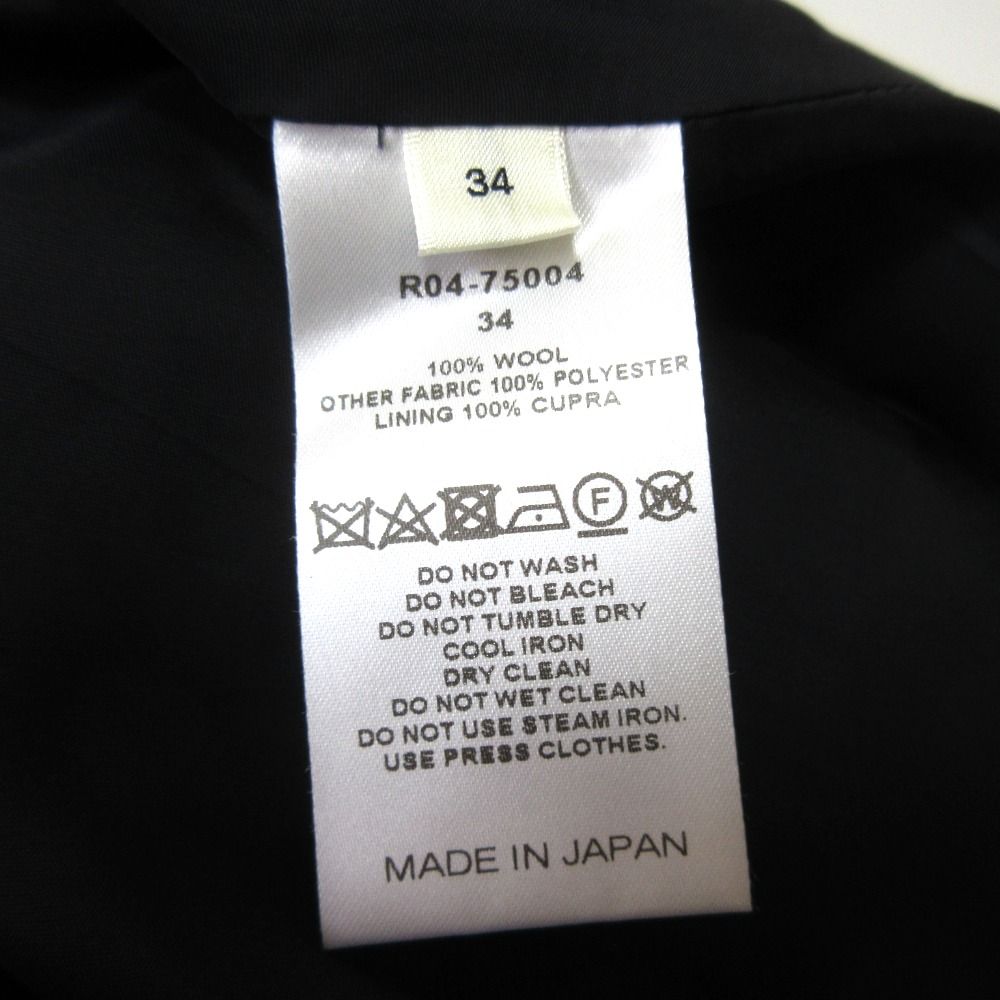 34
R04-75004
34
100% WOOL
OTHER FABRIC 100% POLYESTER
LINING 100% CUPRA
F W
DO NOT WASH
DO NOT BLEACH
DO NOT TUMBLE DRY
COOL IRON
DRY CLEAN
DO NOT WET CLEAN
DO NOT USE STEAM IRON.
USE PRESS CLOTHES.
MADE IN JAPAN